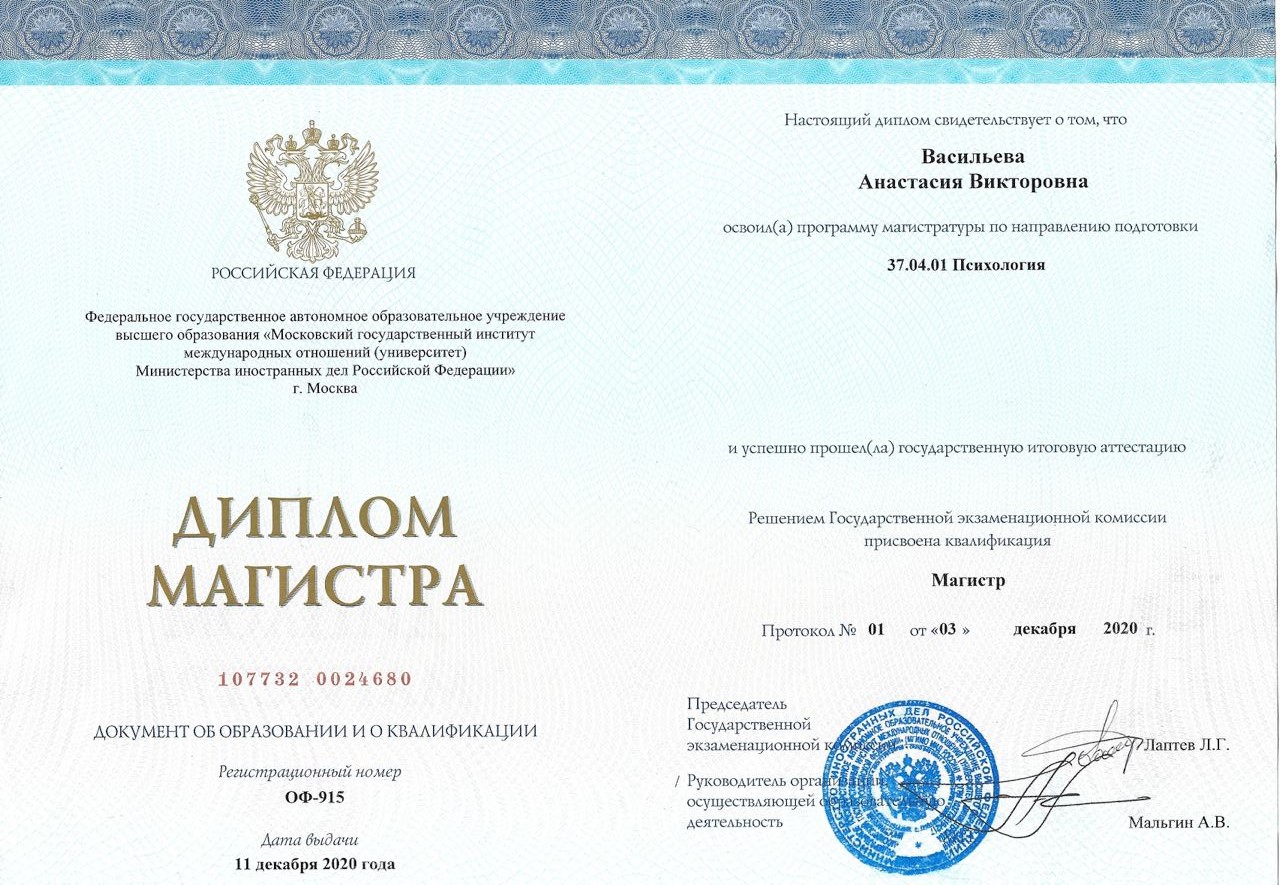 РОССИЙСКАЯ ФЕДЕРАЦИЯ
Федеральное государственное автономное образовательное учреждение
высшего образования «Московский государственный институт
международных отношений (университет)
Министерства иностранных дел Российской Федерации»
г. Москва
ДИПЛОМ
МАГИСТРА
107732 0024680
ДОКУМЕНТ ОБ ОБРАЗОВАНИИ И О КВАЛИФИКАЦИИ
Регистрационный номер
ОФ-915
Дата выдачи
11 декабря 2020 года
Настоящий диплом свидетельствует о том, что
Васильева
Анастасия Викторовна
освоил(а) программу магистратуры по направлению подготовки
37.04.01 Психология
и успешно прошел(ла) государственную итоговую аттестацию
Решением Государственной экзаменационной комиссии
присвоена квалификация
Магистр
Протокол № 01 от «03 » декабря 2020 г.
Председатель
Государственной
экзаменационной комиссии Лаптев Л.Г.
/ Руководитель организации,
осуществляющей образовательную
деятельность Мальгин А.В.